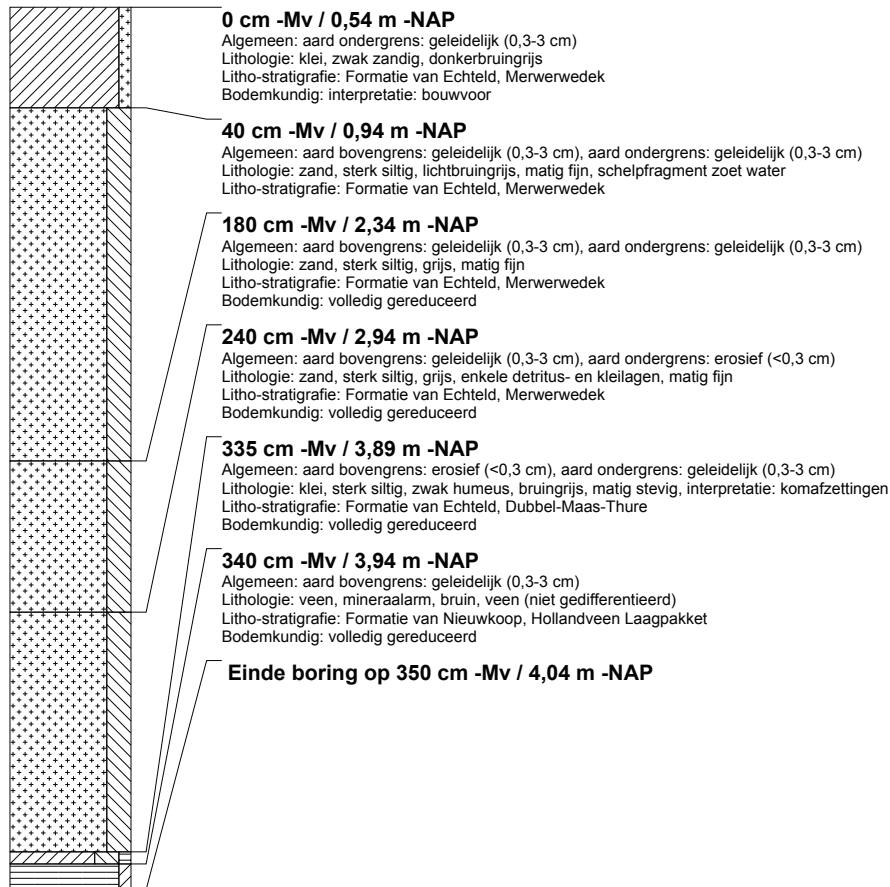 0 cm -Mv / 0,54 m -NAP
Algemeen: aard ondergrens: geleidelijk (0,3-3 cm)
Lithologie: klei, zwak zandig, donkerbruingrijs
Litho-stratigrafie: Formatie van Echteld, Merwerwedek
Bodemkundig: interpretatie: bouwvoor
40 cm -Mv / 0,94 m -NAP
Algemeen: aard bovengrens: geleidelijk (0,3-3 cm), aard ondergrens: geleidelijk (0,3-3 cm)
Lithologie: zand, sterk siltig, lichtbruingrijs, matig fijn, schelpfragment zoet water
Litho-stratigrafie: Formatie van Echteld, Merwerwedek
180 cm -Mv / 2,34 m -NAP
Algemeen: aard bovengrens: geleidelijk (0,3-3 cm), aard ondergrens: geleidelijk (0,3-3 cm)
Lithologie: zand, sterk siltig, grijs, matig fijn
Litho-stratigrafie: Formatie van Echteld, Merwerwedek
Bodemkundig: volledig gereduceerd
240 cm -Mv / 2,94 m -NAP
Algemeen: aard bovengrens: geleidelijk (0,3-3 cm), aard ondergrens: erosief (<0,3 cm)
Lithologie: zand, sterk siltig, grijs, enkele detritus- en kleilagen, matig fijn
Litho-stratigrafie: Formatie van Echteld, Merwerwedek
Bodemkundig: volledig gereduceerd
335 cm -Mv / 3,89 m -NAP
Algemeen: aard bovengrens: erosief (<0,3 cm), aard ondergrens: geleidelijk (0,3-3 cm)
Lithologie: klei, sterk siltig, zwak humeus, bruingrijs, matig stevig, interpretatie: komafzettingen
Litho-stratigrafie: Formatie van Echteld, Dubbel-Maas-Thure
Bodemkundig: volledig gereduceerd
340 cm -Mv / 3,94 m -NAP
Algemeen: aard bovengrens: geleidelijk (0,3-3 cm)
Lithologie: veen, mineraalarm, bruin, veen (niet gedifferentieerd)
Litho-stratigrafie: Formatie van Nieuwkoop, Hollandveen Laagpakket
Bodemkundig: volledig gereduceerd
Einde boring op 350 cm -Mv / 4,04 m -NAP